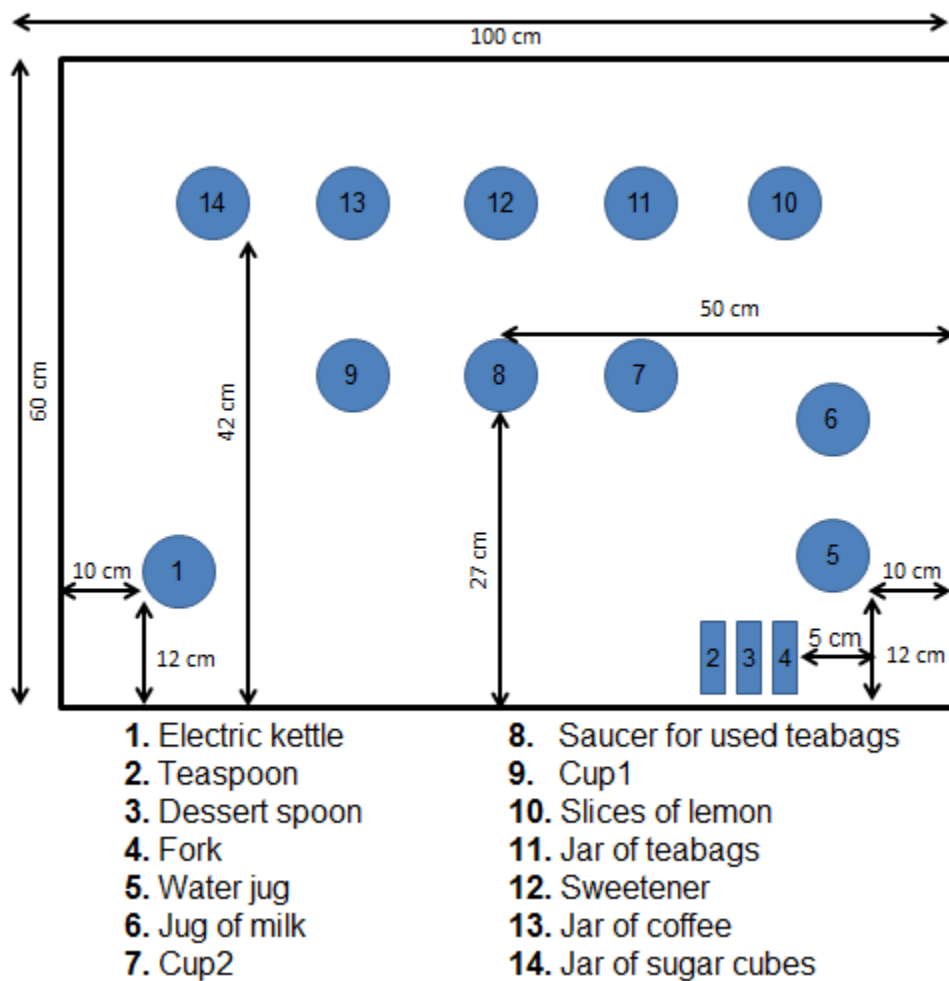 100 cm
14 13 12 11 10
50 cm
9 8 7
60 cm
42 cm
6
27 cm
1
5
10 cm
10 cm
2 3 4
5 cm
12 cm
12 cm
1. Electric kettle
2. Teaspoon
3. Dessert spoon
4. Fork
5. Water jug
6. Jug of milk
7. Cup2
8. Saucer for used teabags
9. Cup1
10. Slices of lemon
11. Jar of teabags
12. Sweetener
13. Jar of coffee
14. Jar of sugar cubes